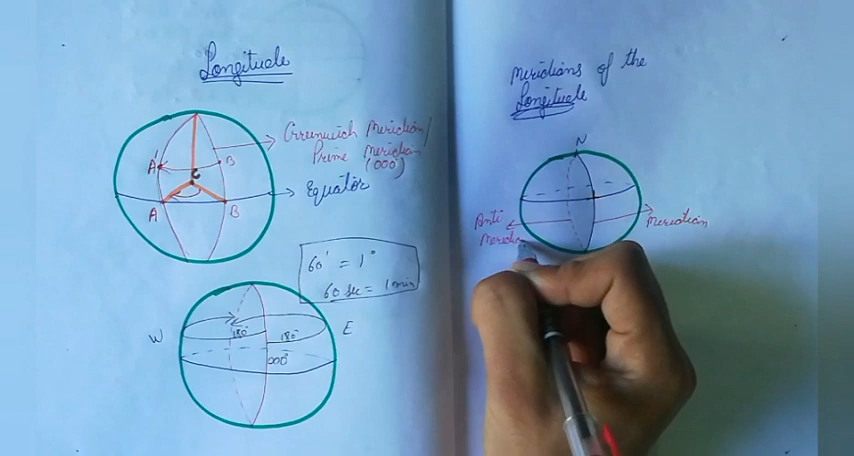 Longitude
A' B
Greenwich Meridian/
Prime Meridian
(000)
C
Equator
A B
60' = 1°
60 sec = 1 min
W 180° 180° E
000°
Meridians of the
Longitude
N
Anti
Meridia
Meridian